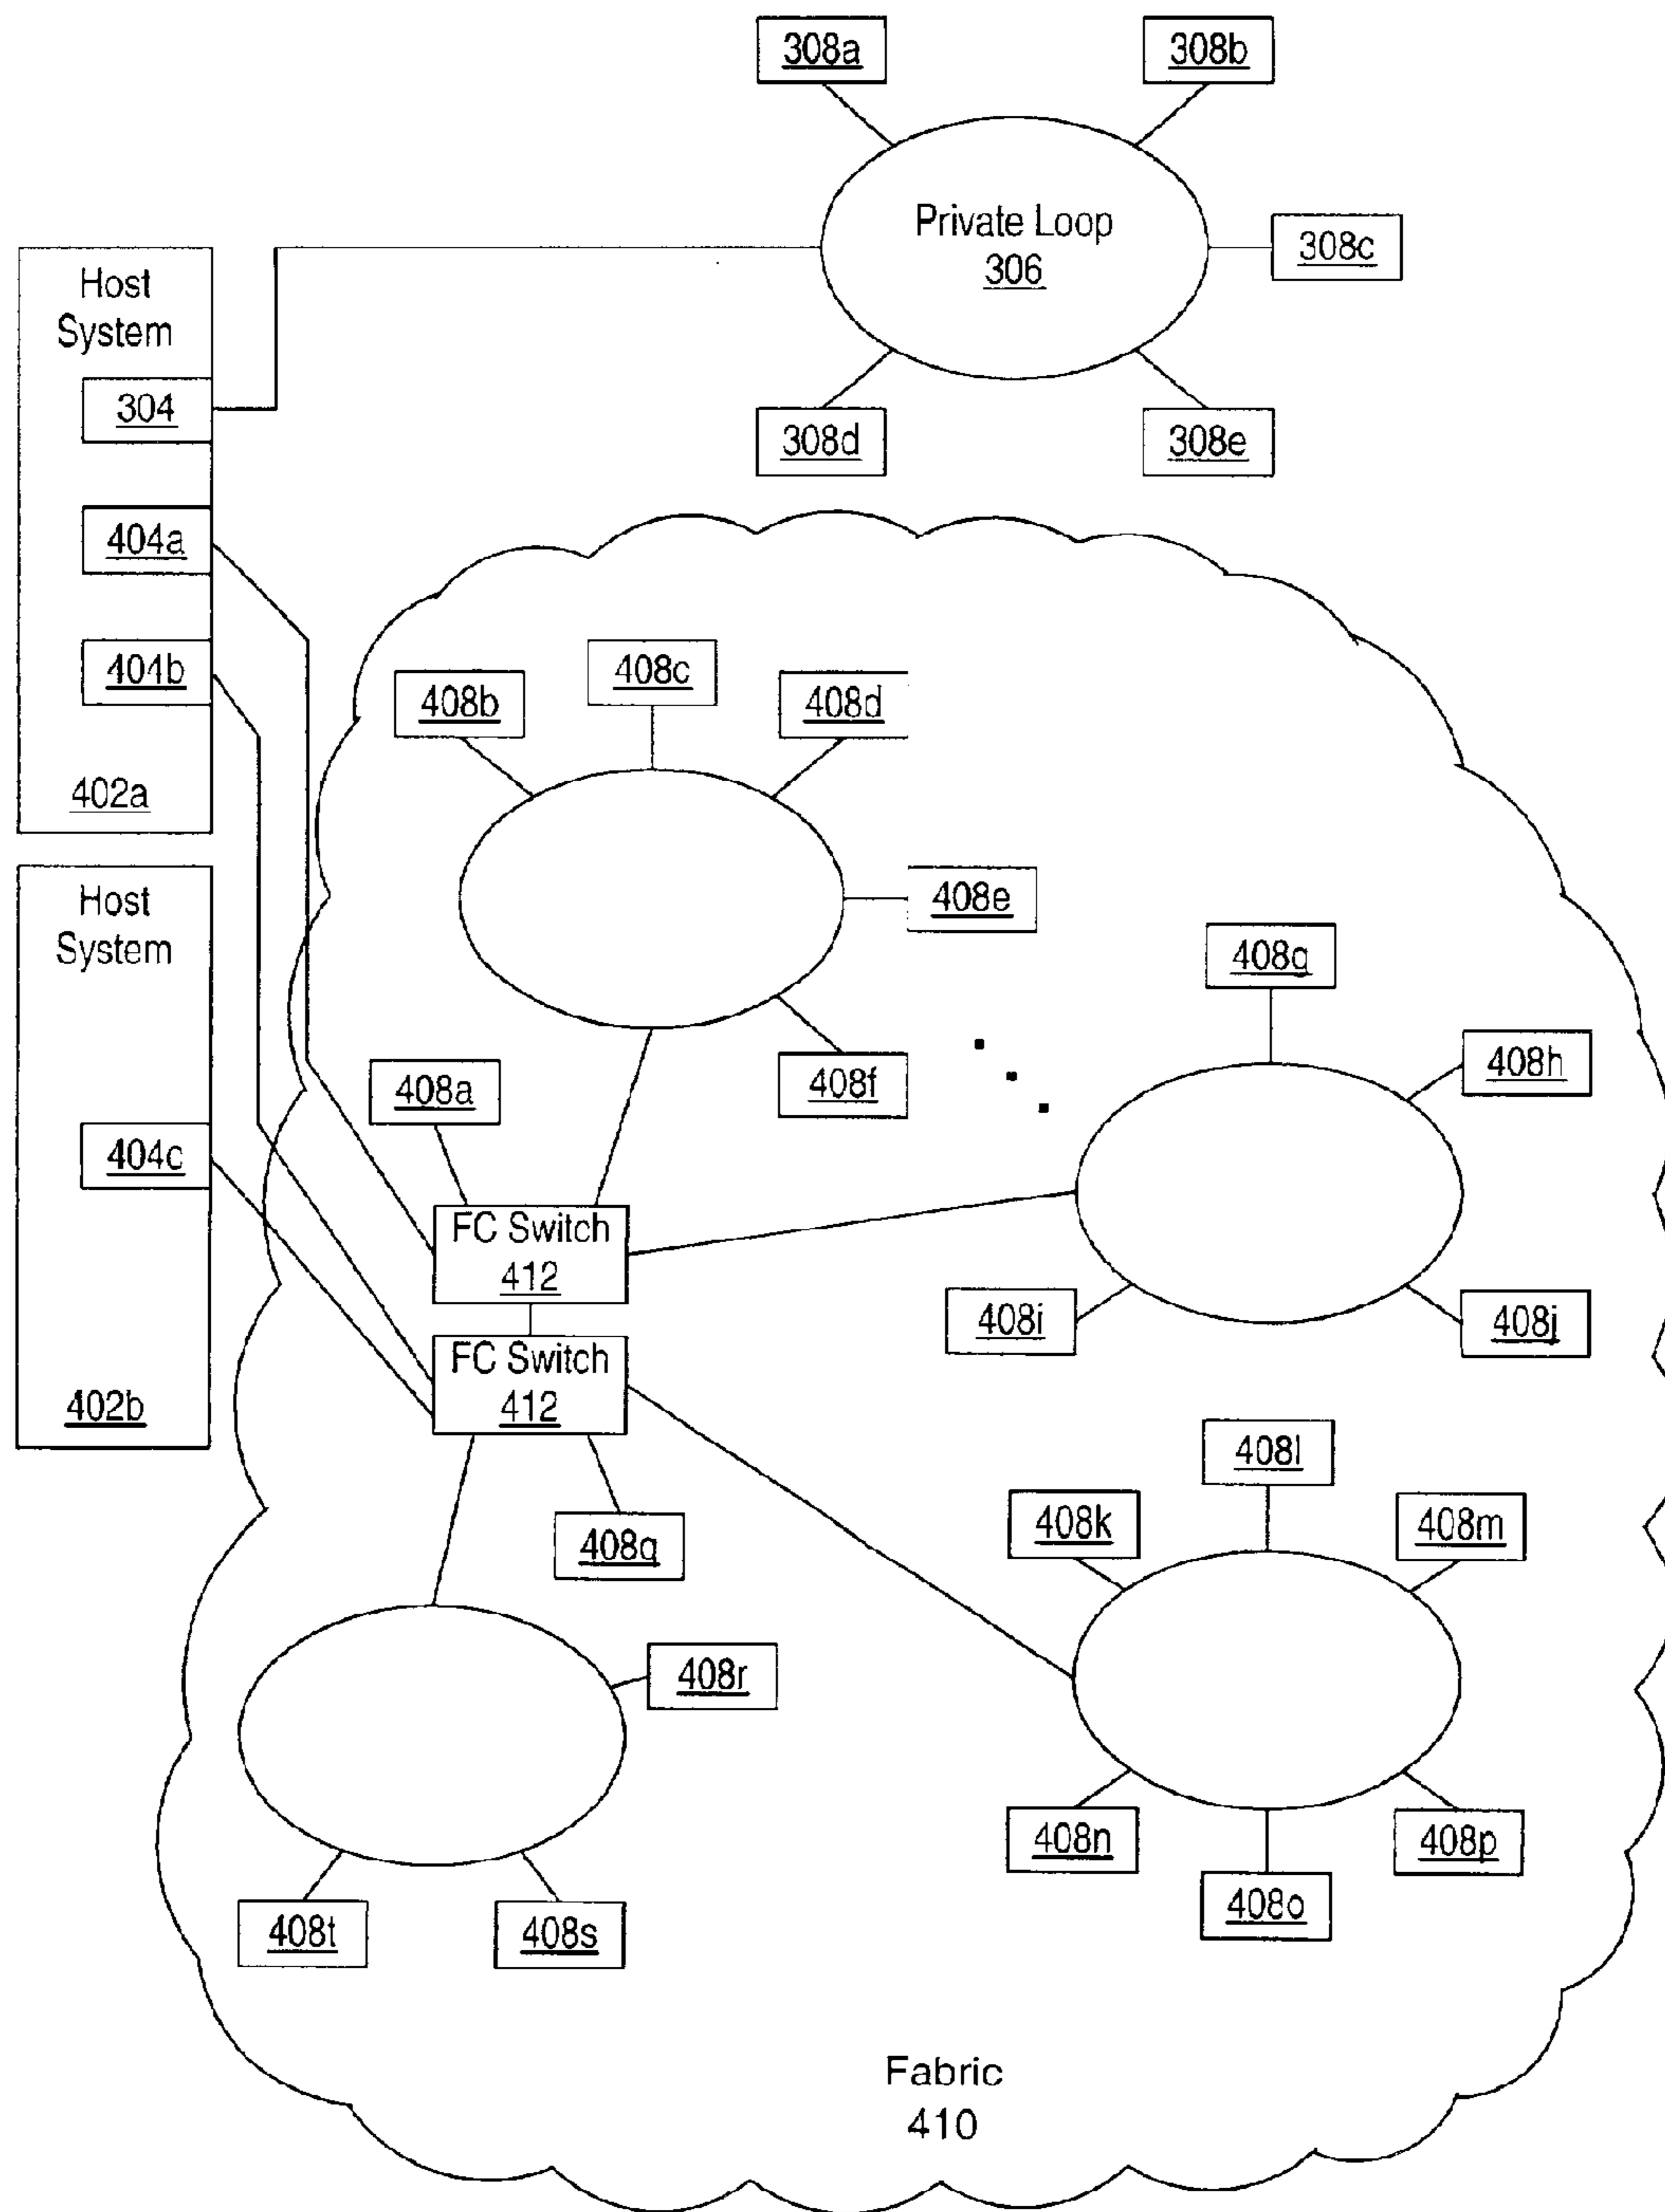 308a
308b
Private Loop
306
308c
308d
308e
Host
System
304
404a
404b
402a
Host
System
404c
402b
408b
408c
408d
408e
408f
408a
408g
408h
408i
408j
FC Switch
412
FC Switch
412
408q
408l
408k
408m
408n
408o
408p
408r
408t
408s
Fabric
410